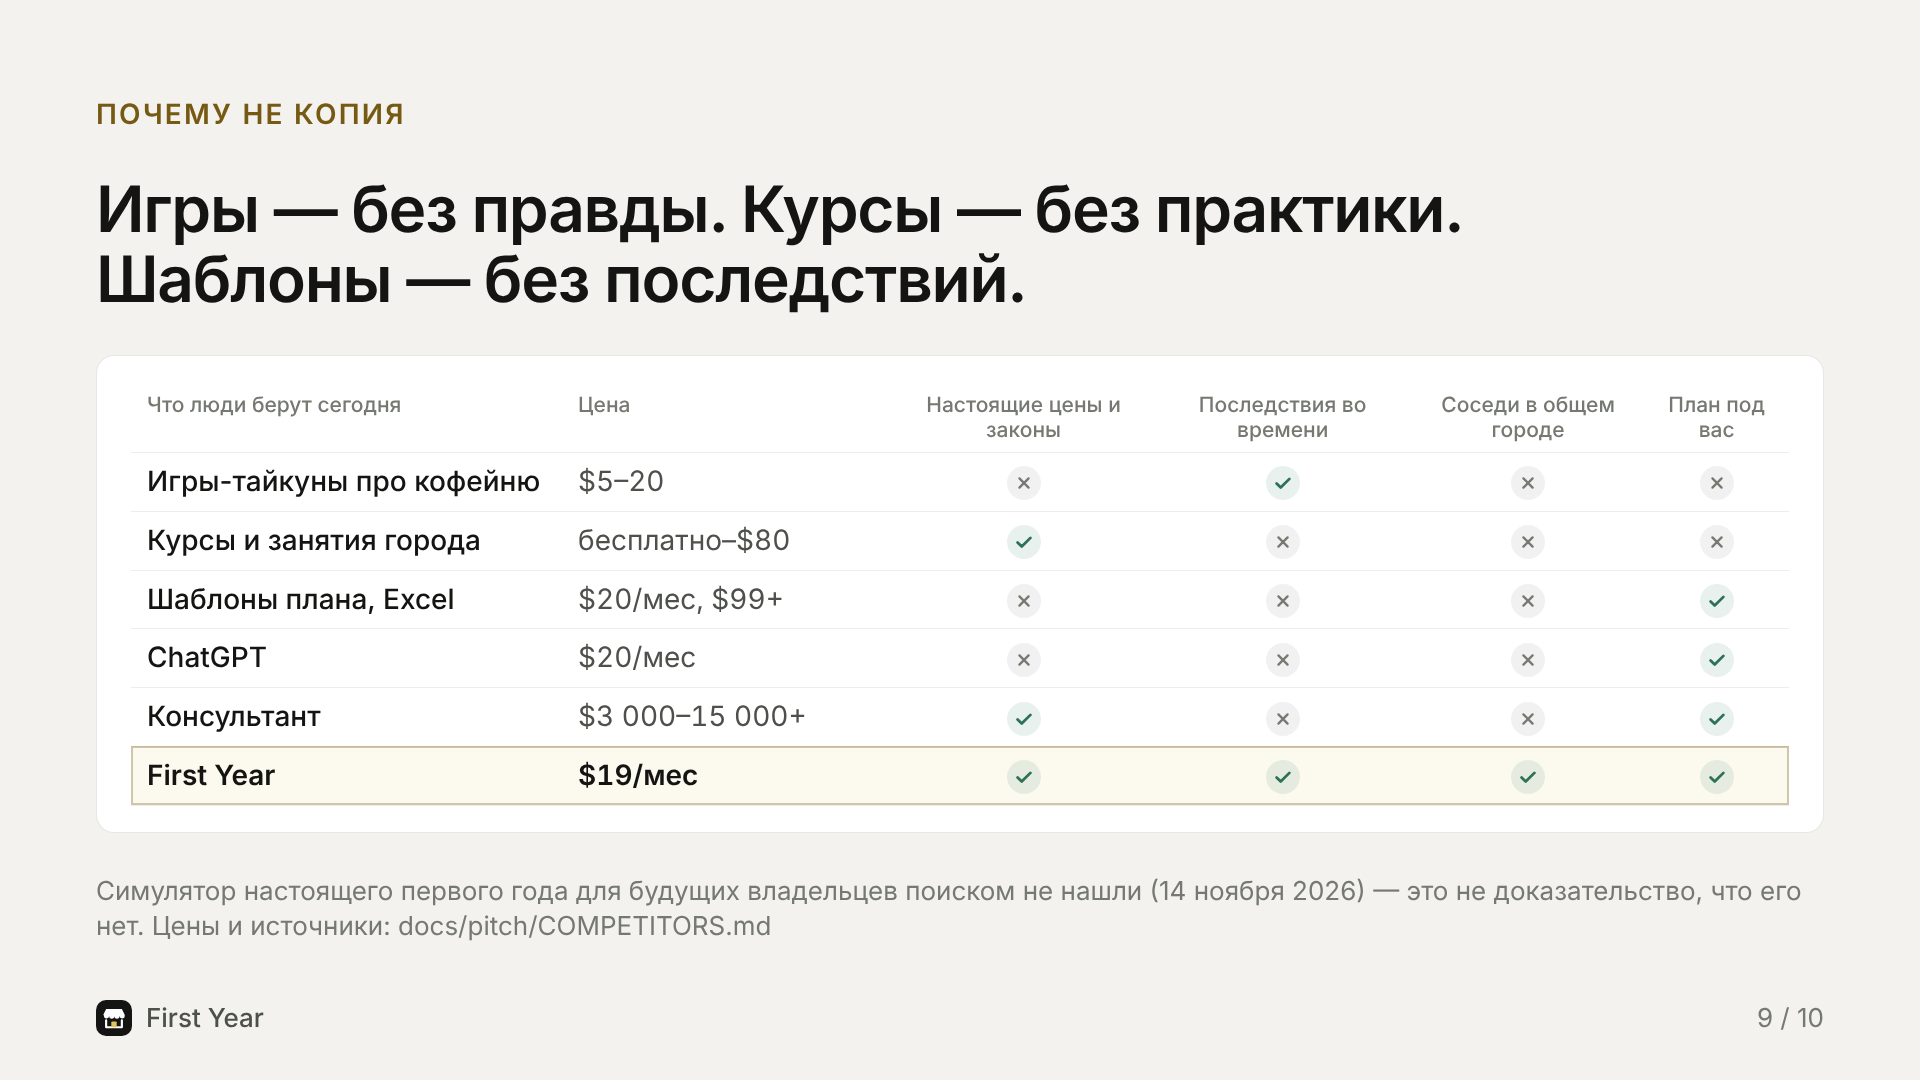 ПОЧЕМУ НЕ КОПИЯ
Игры — без правды. Курсы — без практики.
Шаблоны — без последствий.
Что люди берут сегодня Цена Настоящие цены и законы Последствия во времени Соседи в общем городе План под вас
Игры-тайкуны про кофейню $5–20 ✕ ✓ ✕ ✕
Курсы и занятия города бесплатно–$80 ✓ ✕ ✕ ✕
Шаблоны плана, Excel $20/мес, $99+ ✕ ✕ ✕ ✓
ChatGPT $20/мес ✕ ✕ ✕ ✓
Консультант $3 000–15 000+ ✓ ✕ ✕ ✓
First Year $19/мес ✓ ✓ ✓ ✓
Симулятор настоящего первого года для будущих владельцев поиском не нашли (14 ноября 2026) — это не доказательство, что его
нет. Цены и источники: docs/pitch/COMPETITORS.md
First Year
9 / 10